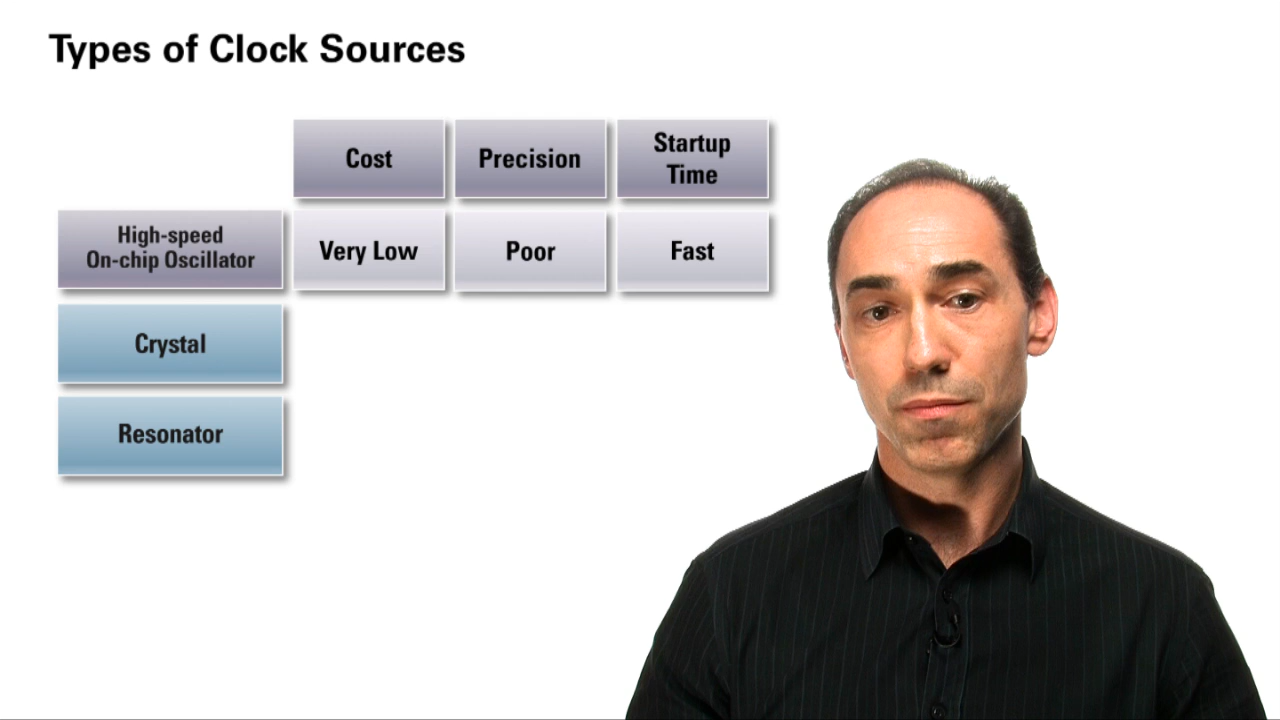 Types of Clock Sources
Cost
Precision
Startup
Time
High-speed
On-chip Oscillator
Very Low
Poor
Fast
Crystal
Resonator